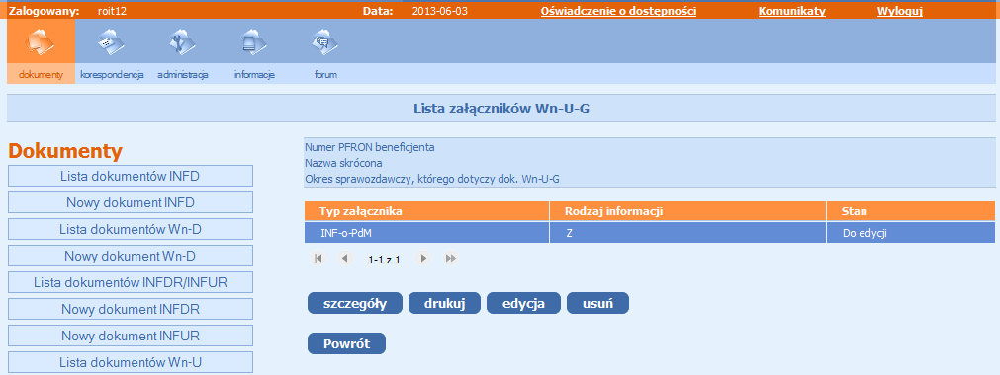 Zalogowany: roit12 Data: 2013-06-03 Oświadczenie o dostępności Komunikaty Wyloguj
dokumenty korespondencja administracja informacje forum
Lista załączników Wn-U-G
Dokumenty
Lista dokumentów INFD
Nowy dokument INFD
Lista dokumentów Wn-D
Nowy dokument Wn-D
Lista dokumentów INFDR/INFUR
Nowy dokument INFDR
Nowy dokument INFUR
Lista dokumentów Wn-U
Numer PFRON beneficjenta
Nazwa skrócona
Okres sprawozdawczy, którego dotyczy dok. Wn-U-G
Typ załącznika Rodzaj informacji Stan
INF-o-PdM Z Do edycji
1-1 z 1
szczegóły drukuj edycja usuń
Powrót